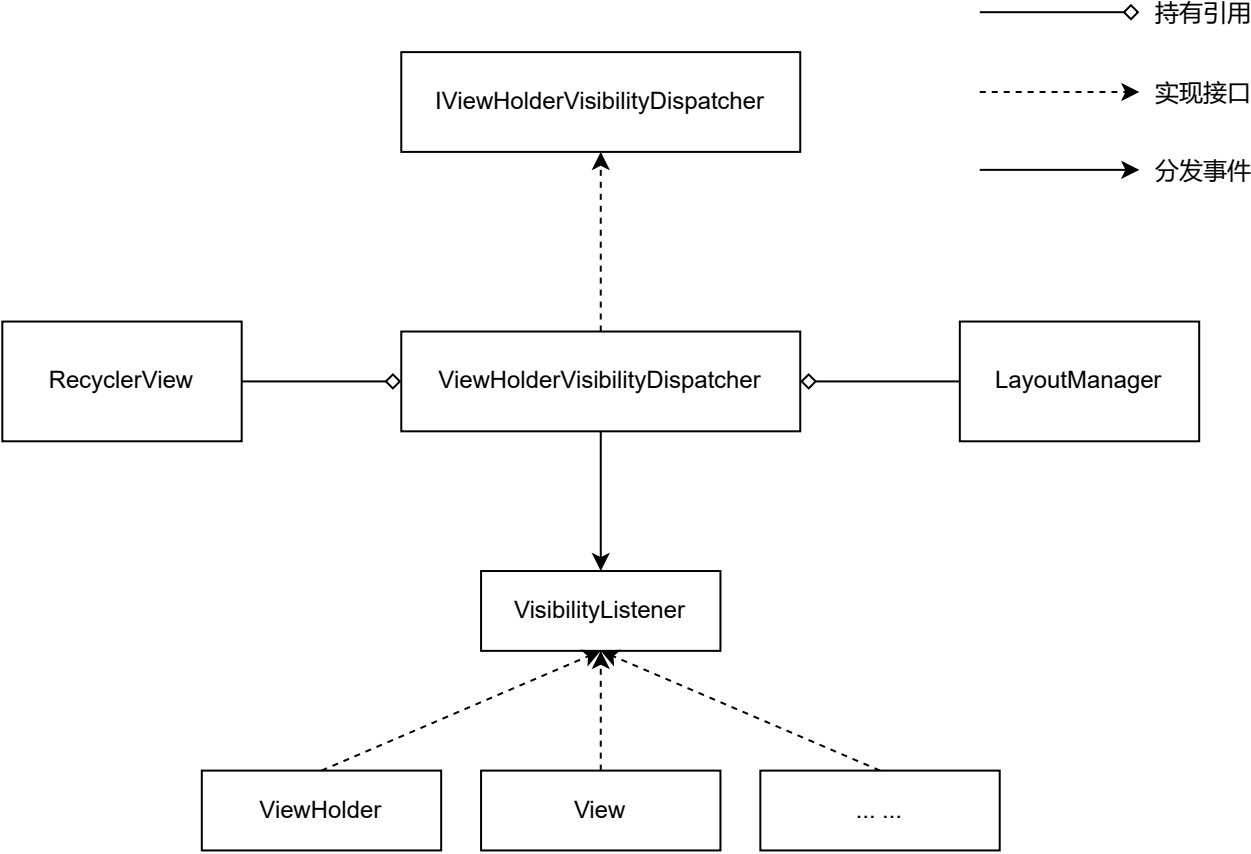 持有引用
IViewHolderVisibilityDispatcher
实现接口
分发事件
RecyclerView
ViewHolderVisibilityDispatcher
LayoutManager
VisibilityListener
ViewHolder
View
... ...